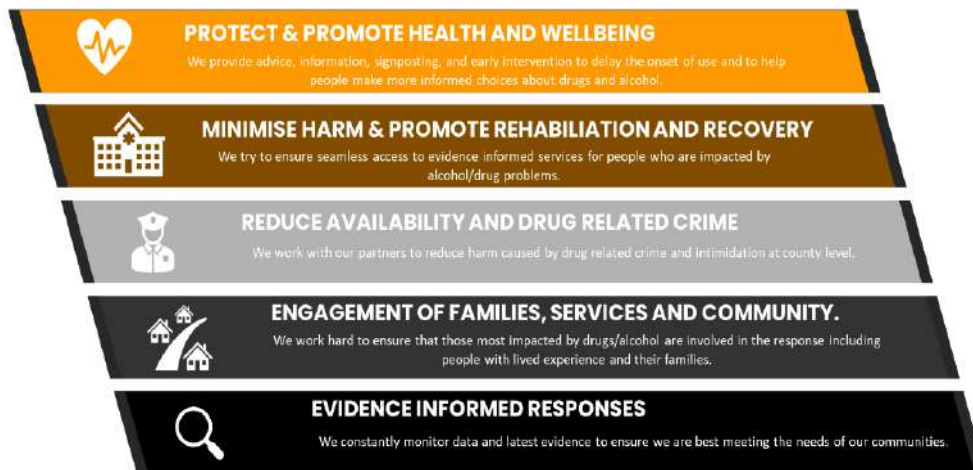 PROTECT & PROMOTE HEALTH AND WELLBEING
We provide advice, information, signposting, and early intervention to delay the onset of use and to help
people make more informed choices about drugs and alcohol.
MINIMISE HARM & PROMOTE REHABILIATION AND RECOVERY
We try to ensure seamless access to evidence informed services for people who are impacted by
alcohol/drug problems.
REDUCE AVAILABILITY AND DRUG RELATED CRIME
We work with our partners to reduce harm caused by drug related crime and intimidation at county level.
ENGAGEMENT OF FAMILIES, SERVICES AND COMMUNITY.
We work hard to ensure that those most impacted by drugs/alcohol are involved in the response including
people with lived experience and their families.
EVIDENCE INFORMED RESPONSES
We constantly monitor data and latest evidence to ensure we are best meeting the needs of our communities.